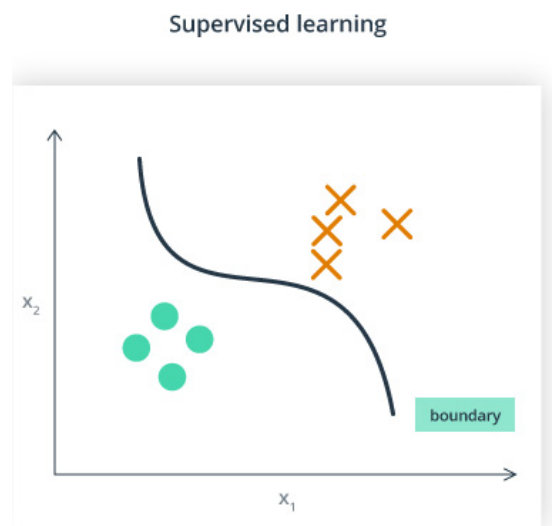 Supervised learning
x₂
boundary
x₁